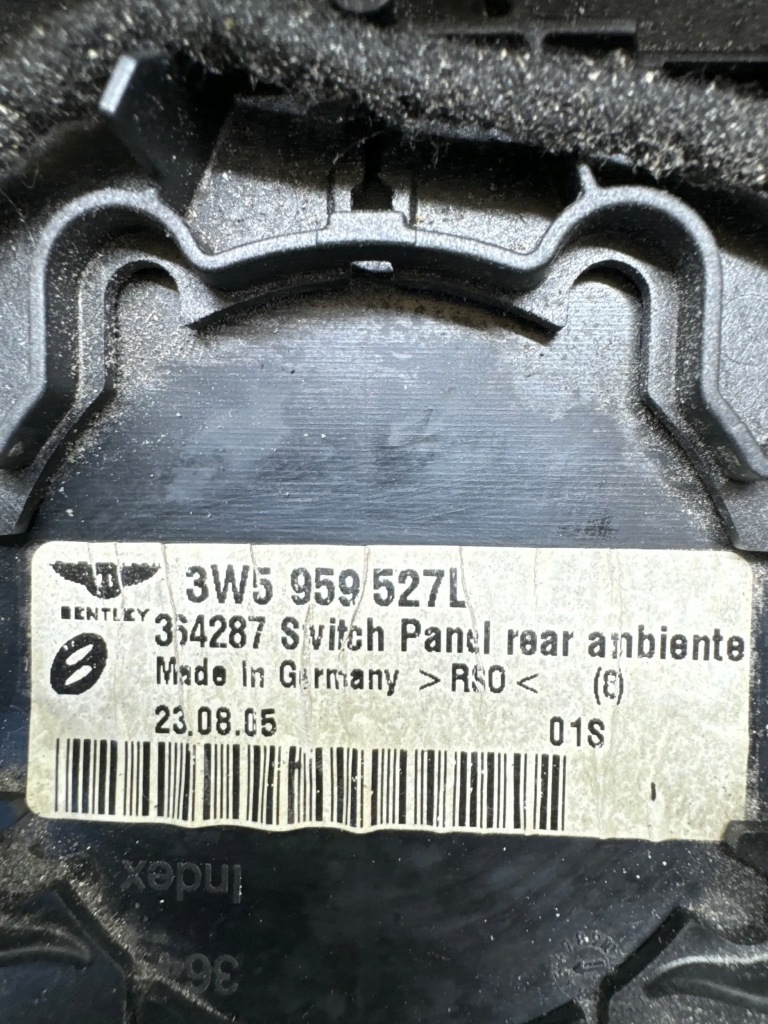 3W5 959 527L
BENTLEY
364287 Switch Panel rear ambiente
Made In Germany >RSO< (8)
23.08.05 01S
Index
364